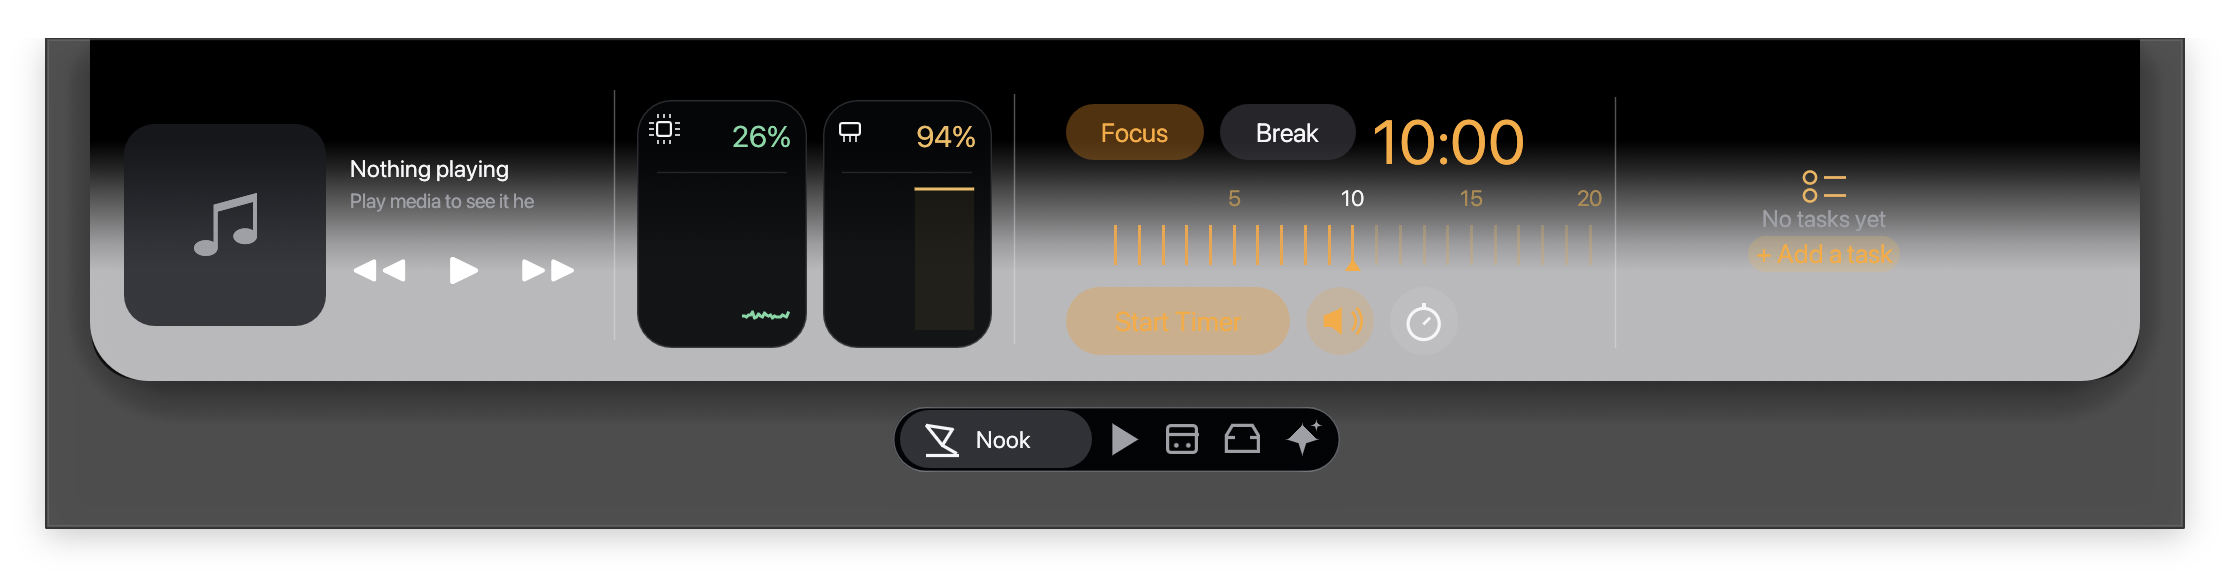 Nothing playing
Play media to see it he
26%
94%
Focus
Break
10:00
5
10
15
20
Start Timer
No tasks yet
+ Add a task
Nook